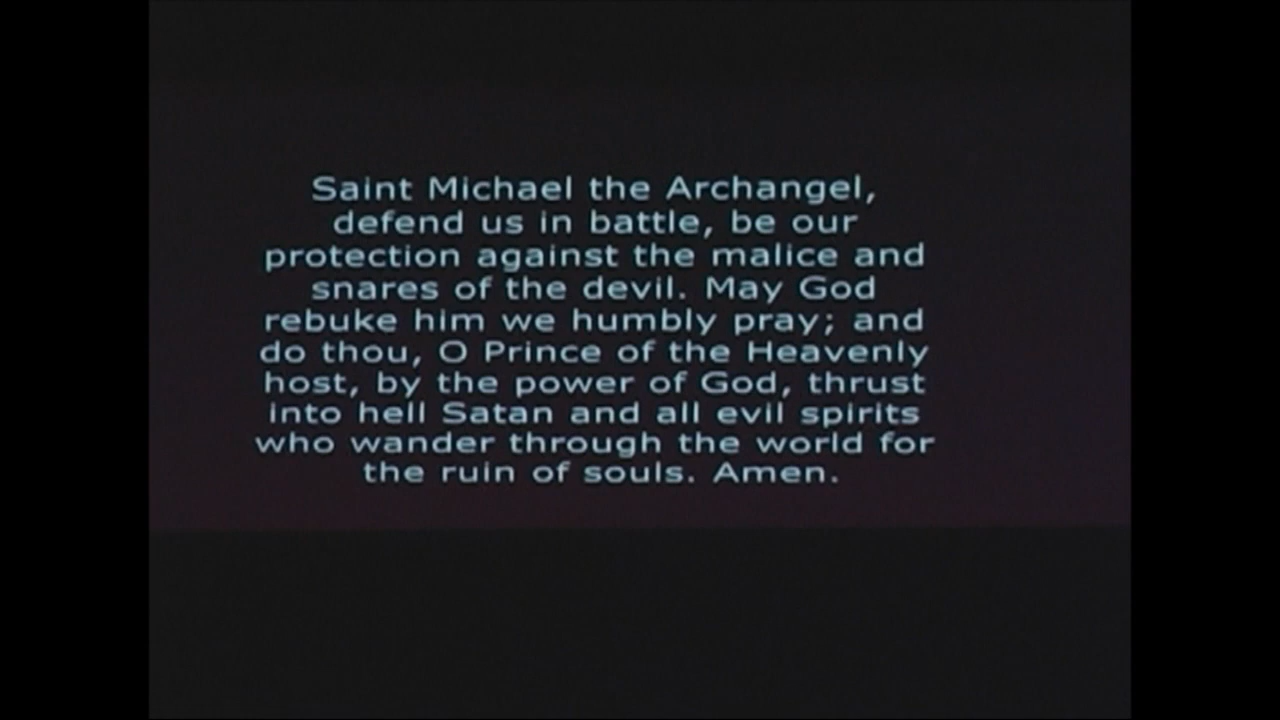 Saint Michael the Archangel,
defend us in battle, be our
protection against the malice and
snares of the devil. May God
rebuke him we humbly pray; and
do thou, O Prince of the Heavenly
host, by the power of God, thrust
into hell Satan and all evil spirits
who wander through the world for
the ruin of souls. Amen.